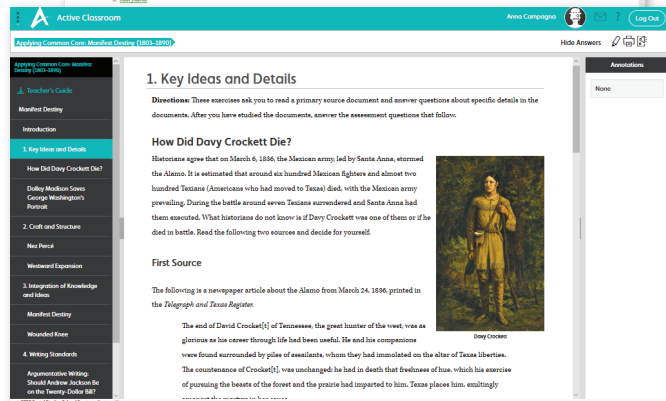 Active Classroom
Anna Campagna
?
Log Out
Applying Common Core: Manifest Destiny (1803–1890)
Hide Answers
Applying Common Core: Manifest
Destiny (1803–1890)
Teacher's Guide
Manifest Destiny
Introduction
1. Key Ideas and Details
How Did Davy Crockett Die?
Dolley Madison Saves
George Washington's
Portrait
2. Craft and Structure
Nez Percé
Westward Expansion
3. Integration of Knowledge
and Ideas
Manifest Destiny
Wounded Knee
4. Writing Standards
Argumentative Writing:
Should Andrew Jackson Be
on the Twenty-Dollar Bill?
1. Key Ideas and Details
Directions: These exercises ask you to read a primary source document and answer questions about specific details in the
documents. After you have studied the documents, answer the assessment questions that follow.
How Did Davy Crockett Die?
Historians agree that on March 6, 1836, the Mexican army, led by Santa Anna, stormed
the Alamo. It is estimated that around six hundred Mexican fighters and almost two
hundred Texians (Americans who had moved to Texas) died, with the Mexican army
prevailing. During the battle around seven Texians surrendered and Santa Anna had
them executed. What historians do not know is if Davy Crockett was one of them or if he
died in battle. Read the following two sources and decide for yourself.
First Source
The following is a newspaper article about the Alamo from March 24, 1836, printed in
the Telegraph and Texas Register.
The end of David Crocket[t] of Tennessee, the great hunter of the west, was as
glorious as his career through life had been useful. He and his companions
were found surrounded by piles of assailants, whom they had immolated on the altar of Texas liberties.
The countenance of Crocket[t], was unchanged: he had in death that freshness of hue, which his exercise
of pursuing the beasts of the forest and the prairie had imparted to him. Texas places him, exultingly
amongst the martyrs in her cause.
Davy Crockett
Annotations
None